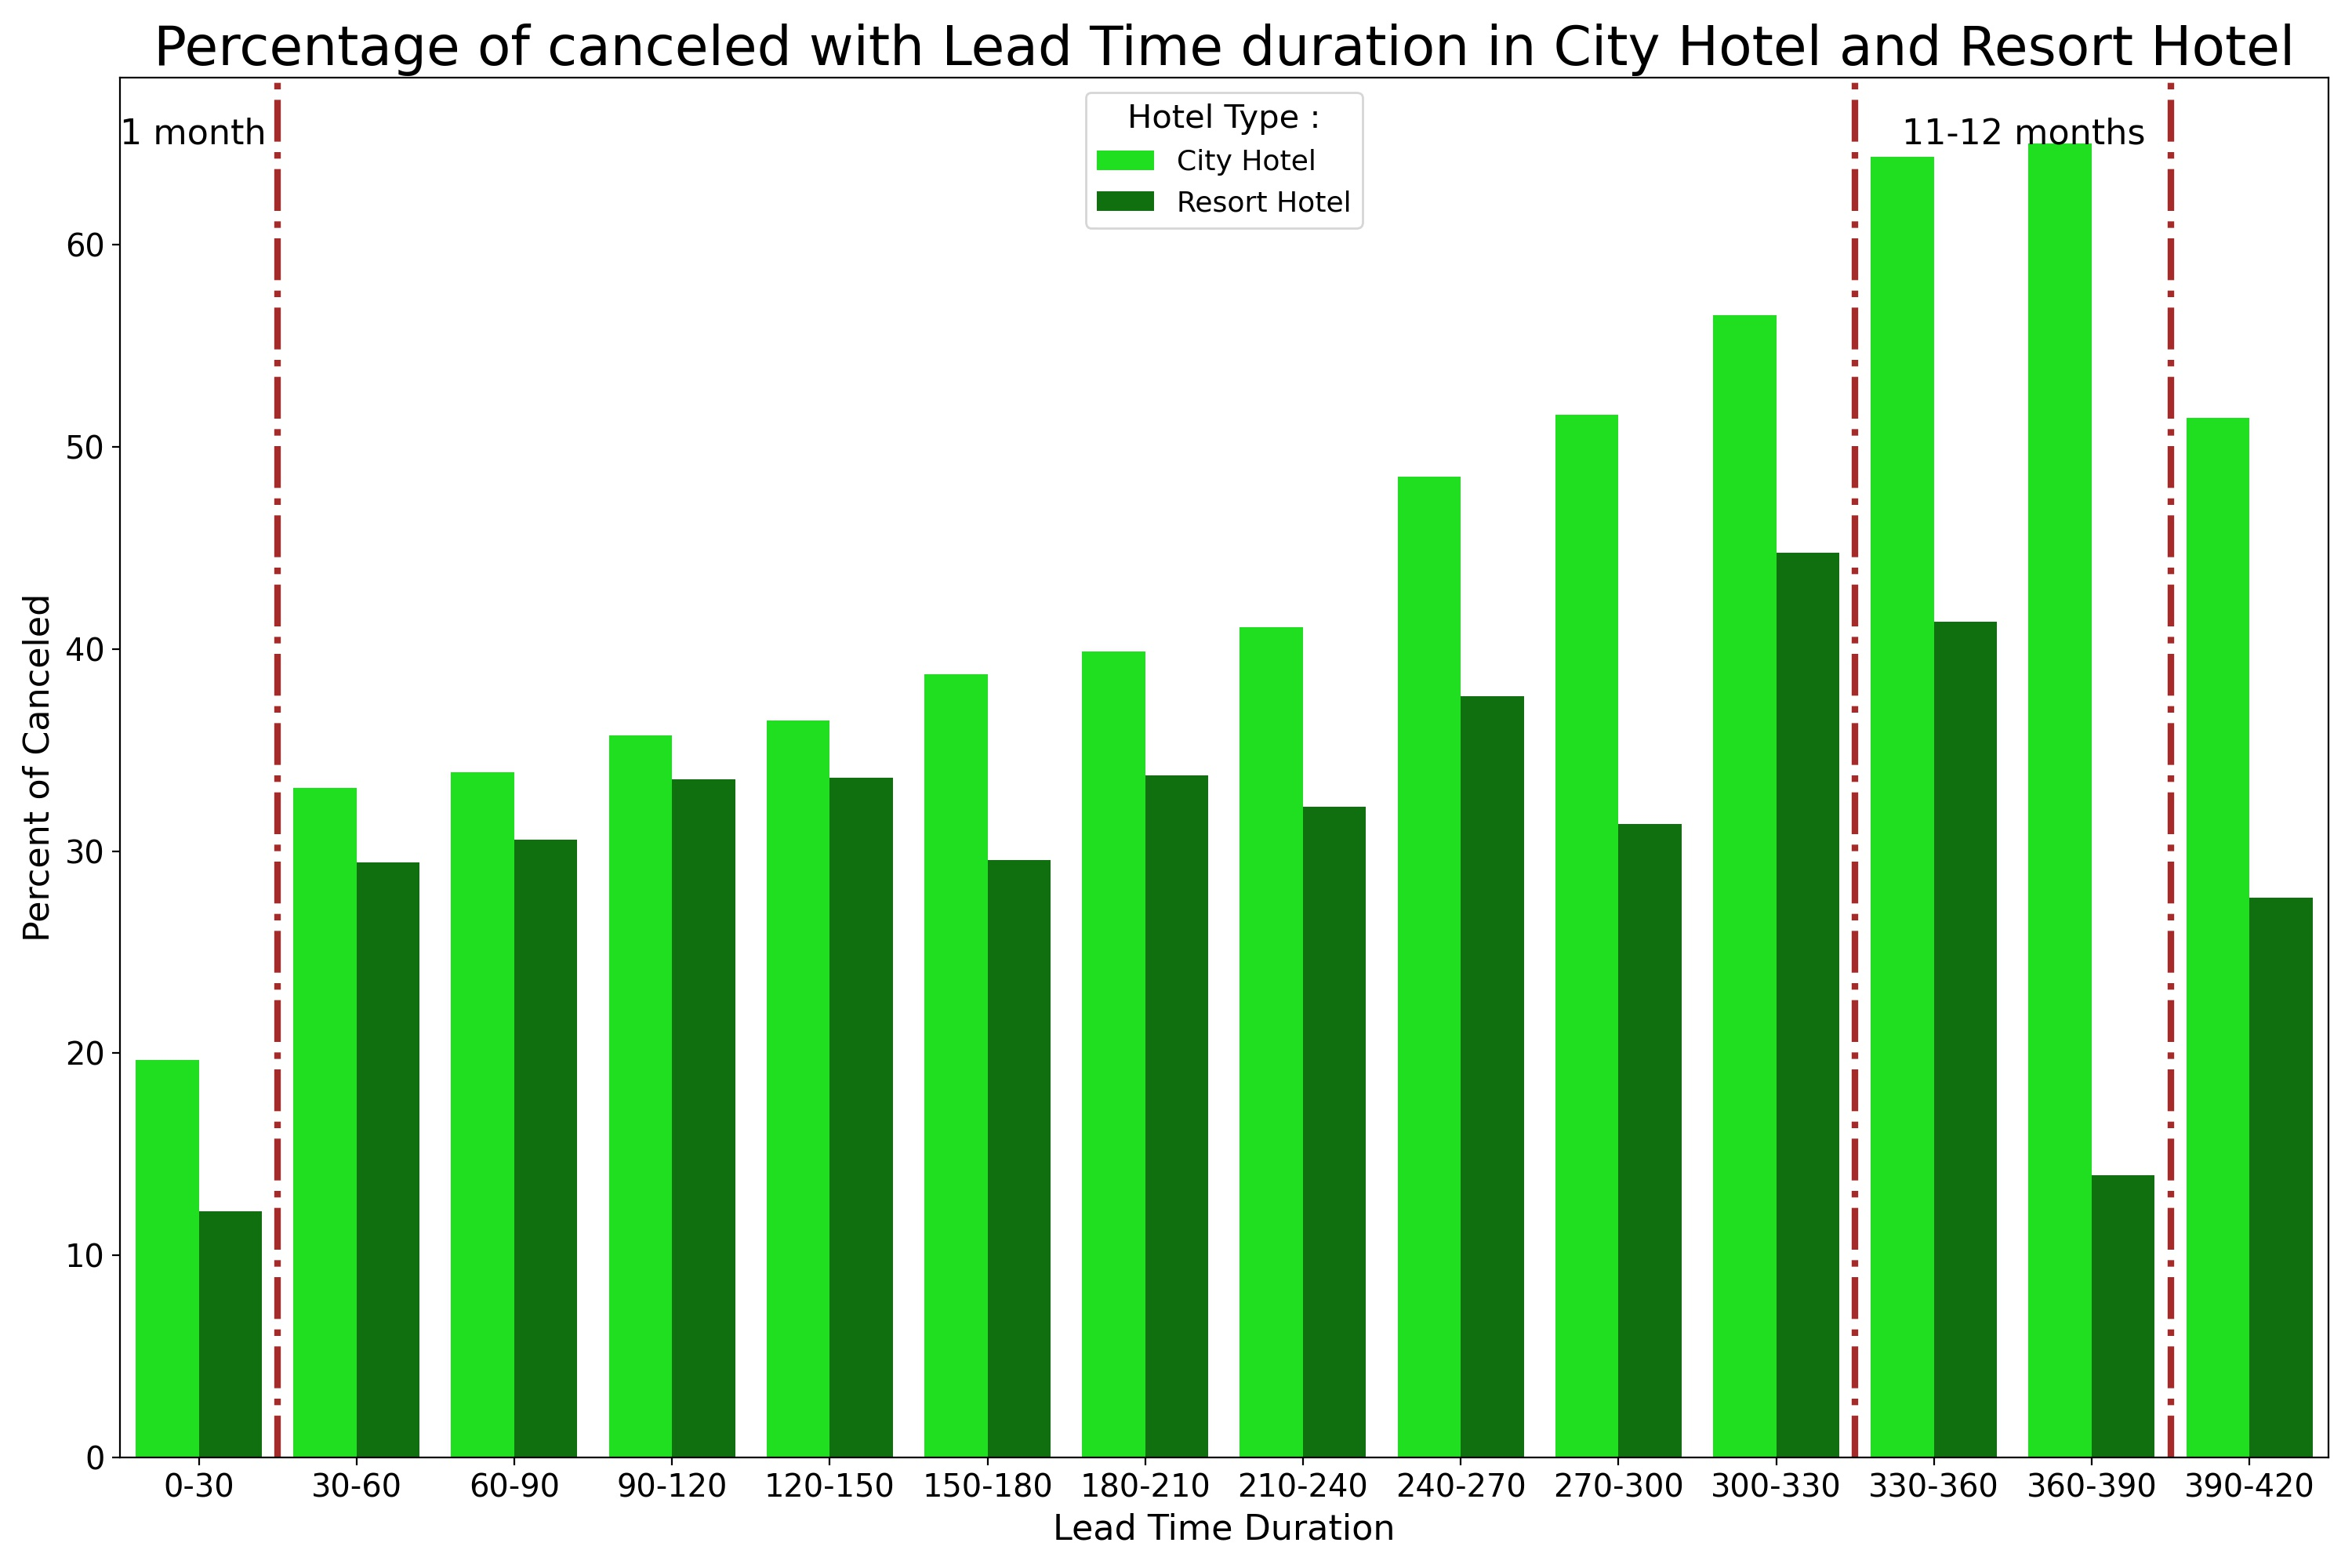 Percentage of canceled with Lead Time duration in City Hotel and Resort Hotel
1 month
Hotel Type :
City Hotel
Resort Hotel
11-12 months
Percent of Canceled
60
50
40
30
20
10
0
0-30 30-60 60-90 90-120 120-150 150-180 180-210 210-240 240-270 270-300 300-330 330-360 360-390 390-420
Lead Time Duration